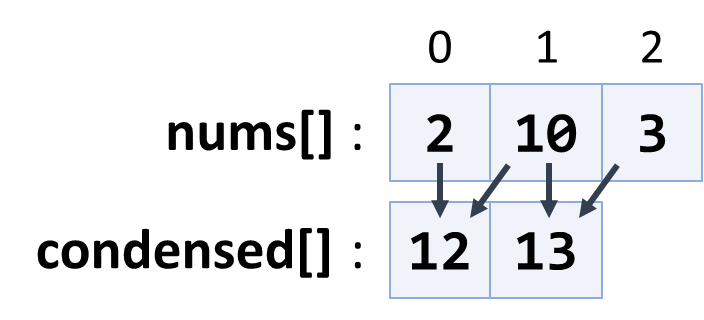 0 1 2
nums[] : 2 10 3
condensed[] : 12 13